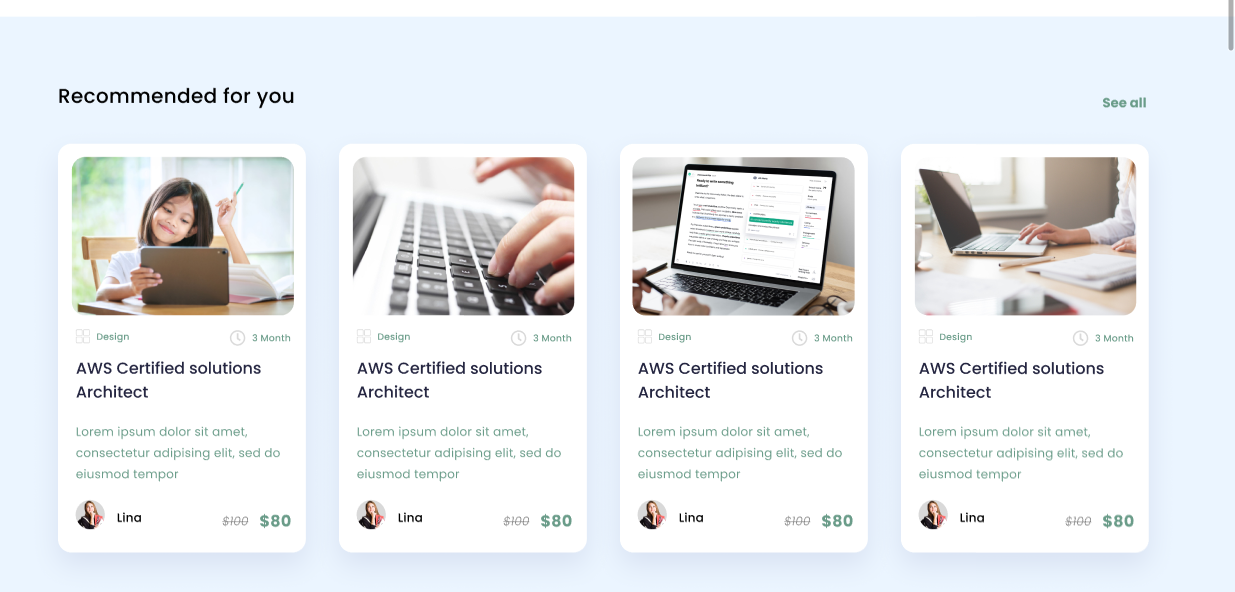 Recommended for you
See all
Design
3 Month
AWS Certified solutions
Architect
Lorem ipsum dolor sit amet,
consectetur adipising elit, sed do
eiusmod tempor
Lina
$100
$80
Design
3 Month
AWS Certified solutions
Architect
Lorem ipsum dolor sit amet,
consectetur adipising elit, sed do
eiusmod tempor
Lina
$100
$80
Design
3 Month
AWS Certified solutions
Architect
Lorem ipsum dolor sit amet,
consectetur adipising elit, sed do
eiusmod tempor
Lina
$100
$80
Design
3 Month
AWS Certified solutions
Architect
Lorem ipsum dolor sit amet,
consectetur adipising elit, sed do
eiusmod tempor
Lina
$100
$80